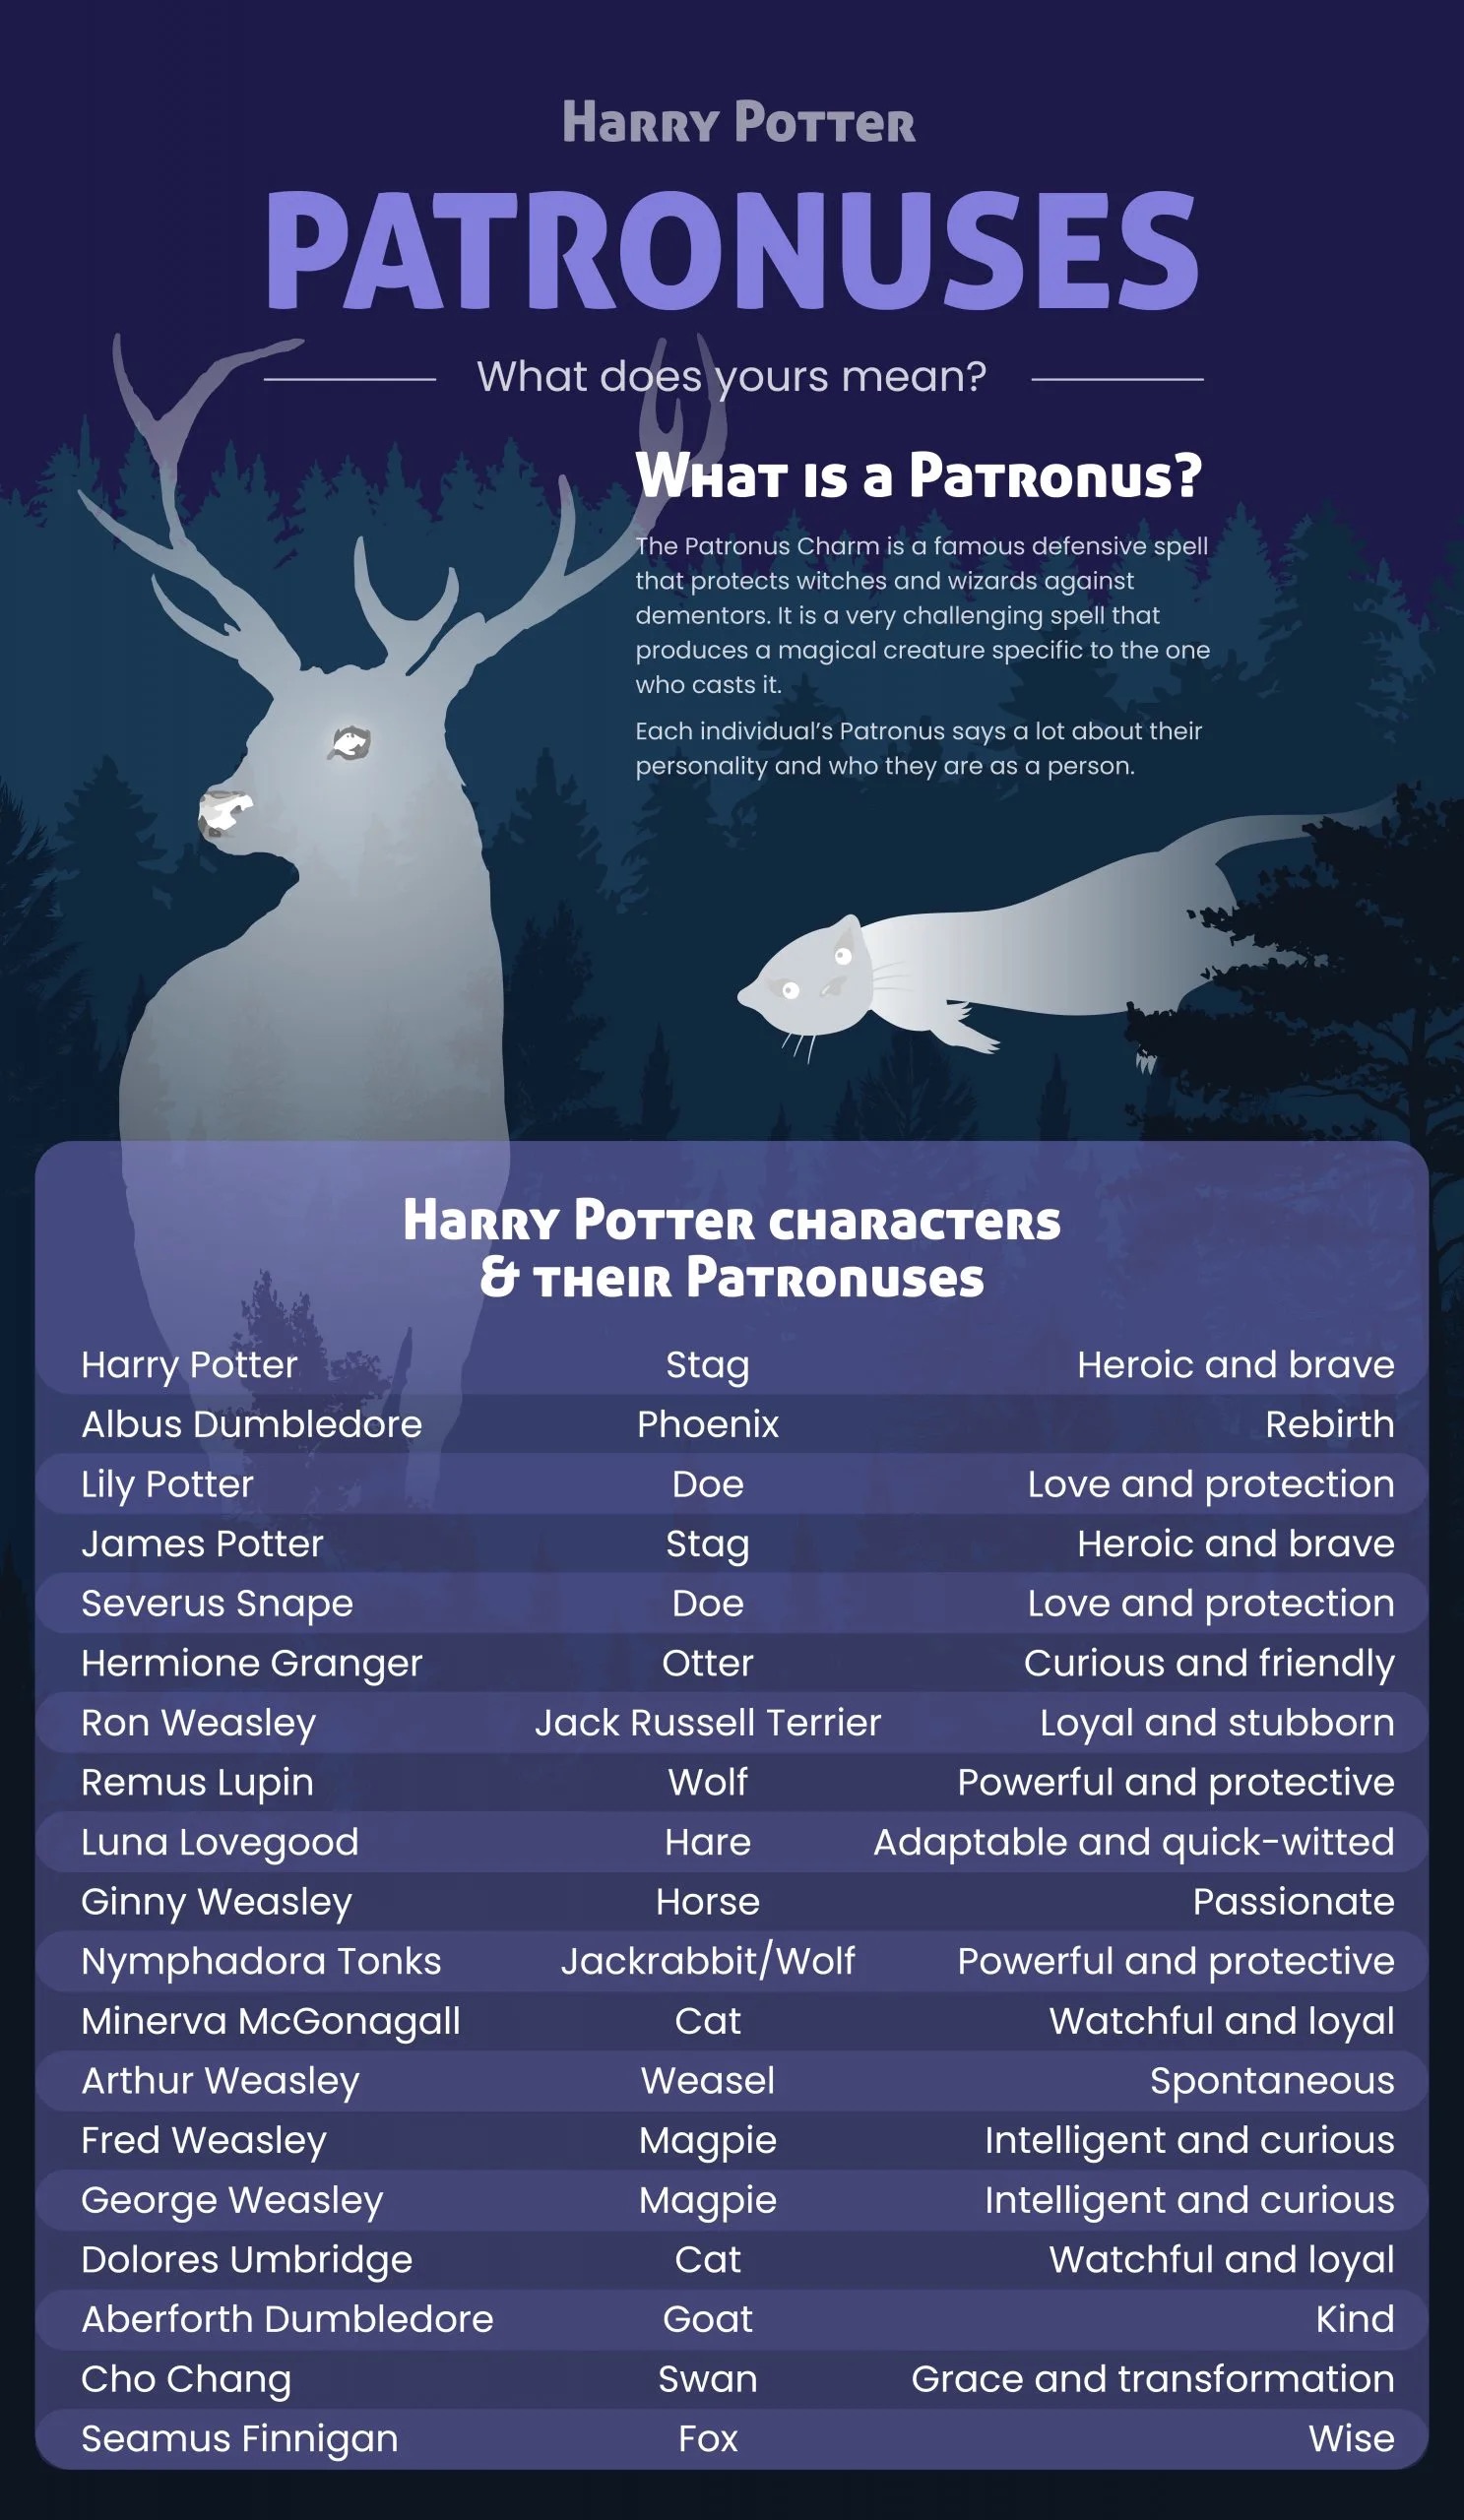 Harry Potter
PATRONUSES
What does yours mean?
What is a Patronus?
The Patronus Charm is a famous defensive spell
that protects witches and wizards against
dementors. It is a very challenging spell that
produces a magical creature specific to the one
who casts it.
Each individual’s Patronus says a lot about their
personality and who they are as a person.
Harry Potter characters
& their Patronuses
Harry Potter Stag Heroic and brave
Albus Dumbledore Phoenix Rebirth
Lily Potter Doe Love and protection
James Potter Stag Heroic and brave
Severus Snape Doe Love and protection
Hermione Granger Otter Curious and friendly
Ron Weasley Jack Russell Terrier Loyal and stubborn
Remus Lupin Wolf Powerful and protective
Luna Lovegood Hare Adaptable and quick-witted
Ginny Weasley Horse Passionate
Nymphadora Tonks Jackrabbit/Wolf Powerful and protective
Minerva McGonagall Cat Watchful and loyal
Arthur Weasley Weasel Spontaneous
Fred Weasley Magpie Intelligent and curious
George Weasley Magpie Intelligent and curious
Dolores Umbridge Cat Watchful and loyal
Aberforth Dumbledore Goat Kind
Cho Chang Swan Grace and transformation
Seamus Finnigan Fox Wise